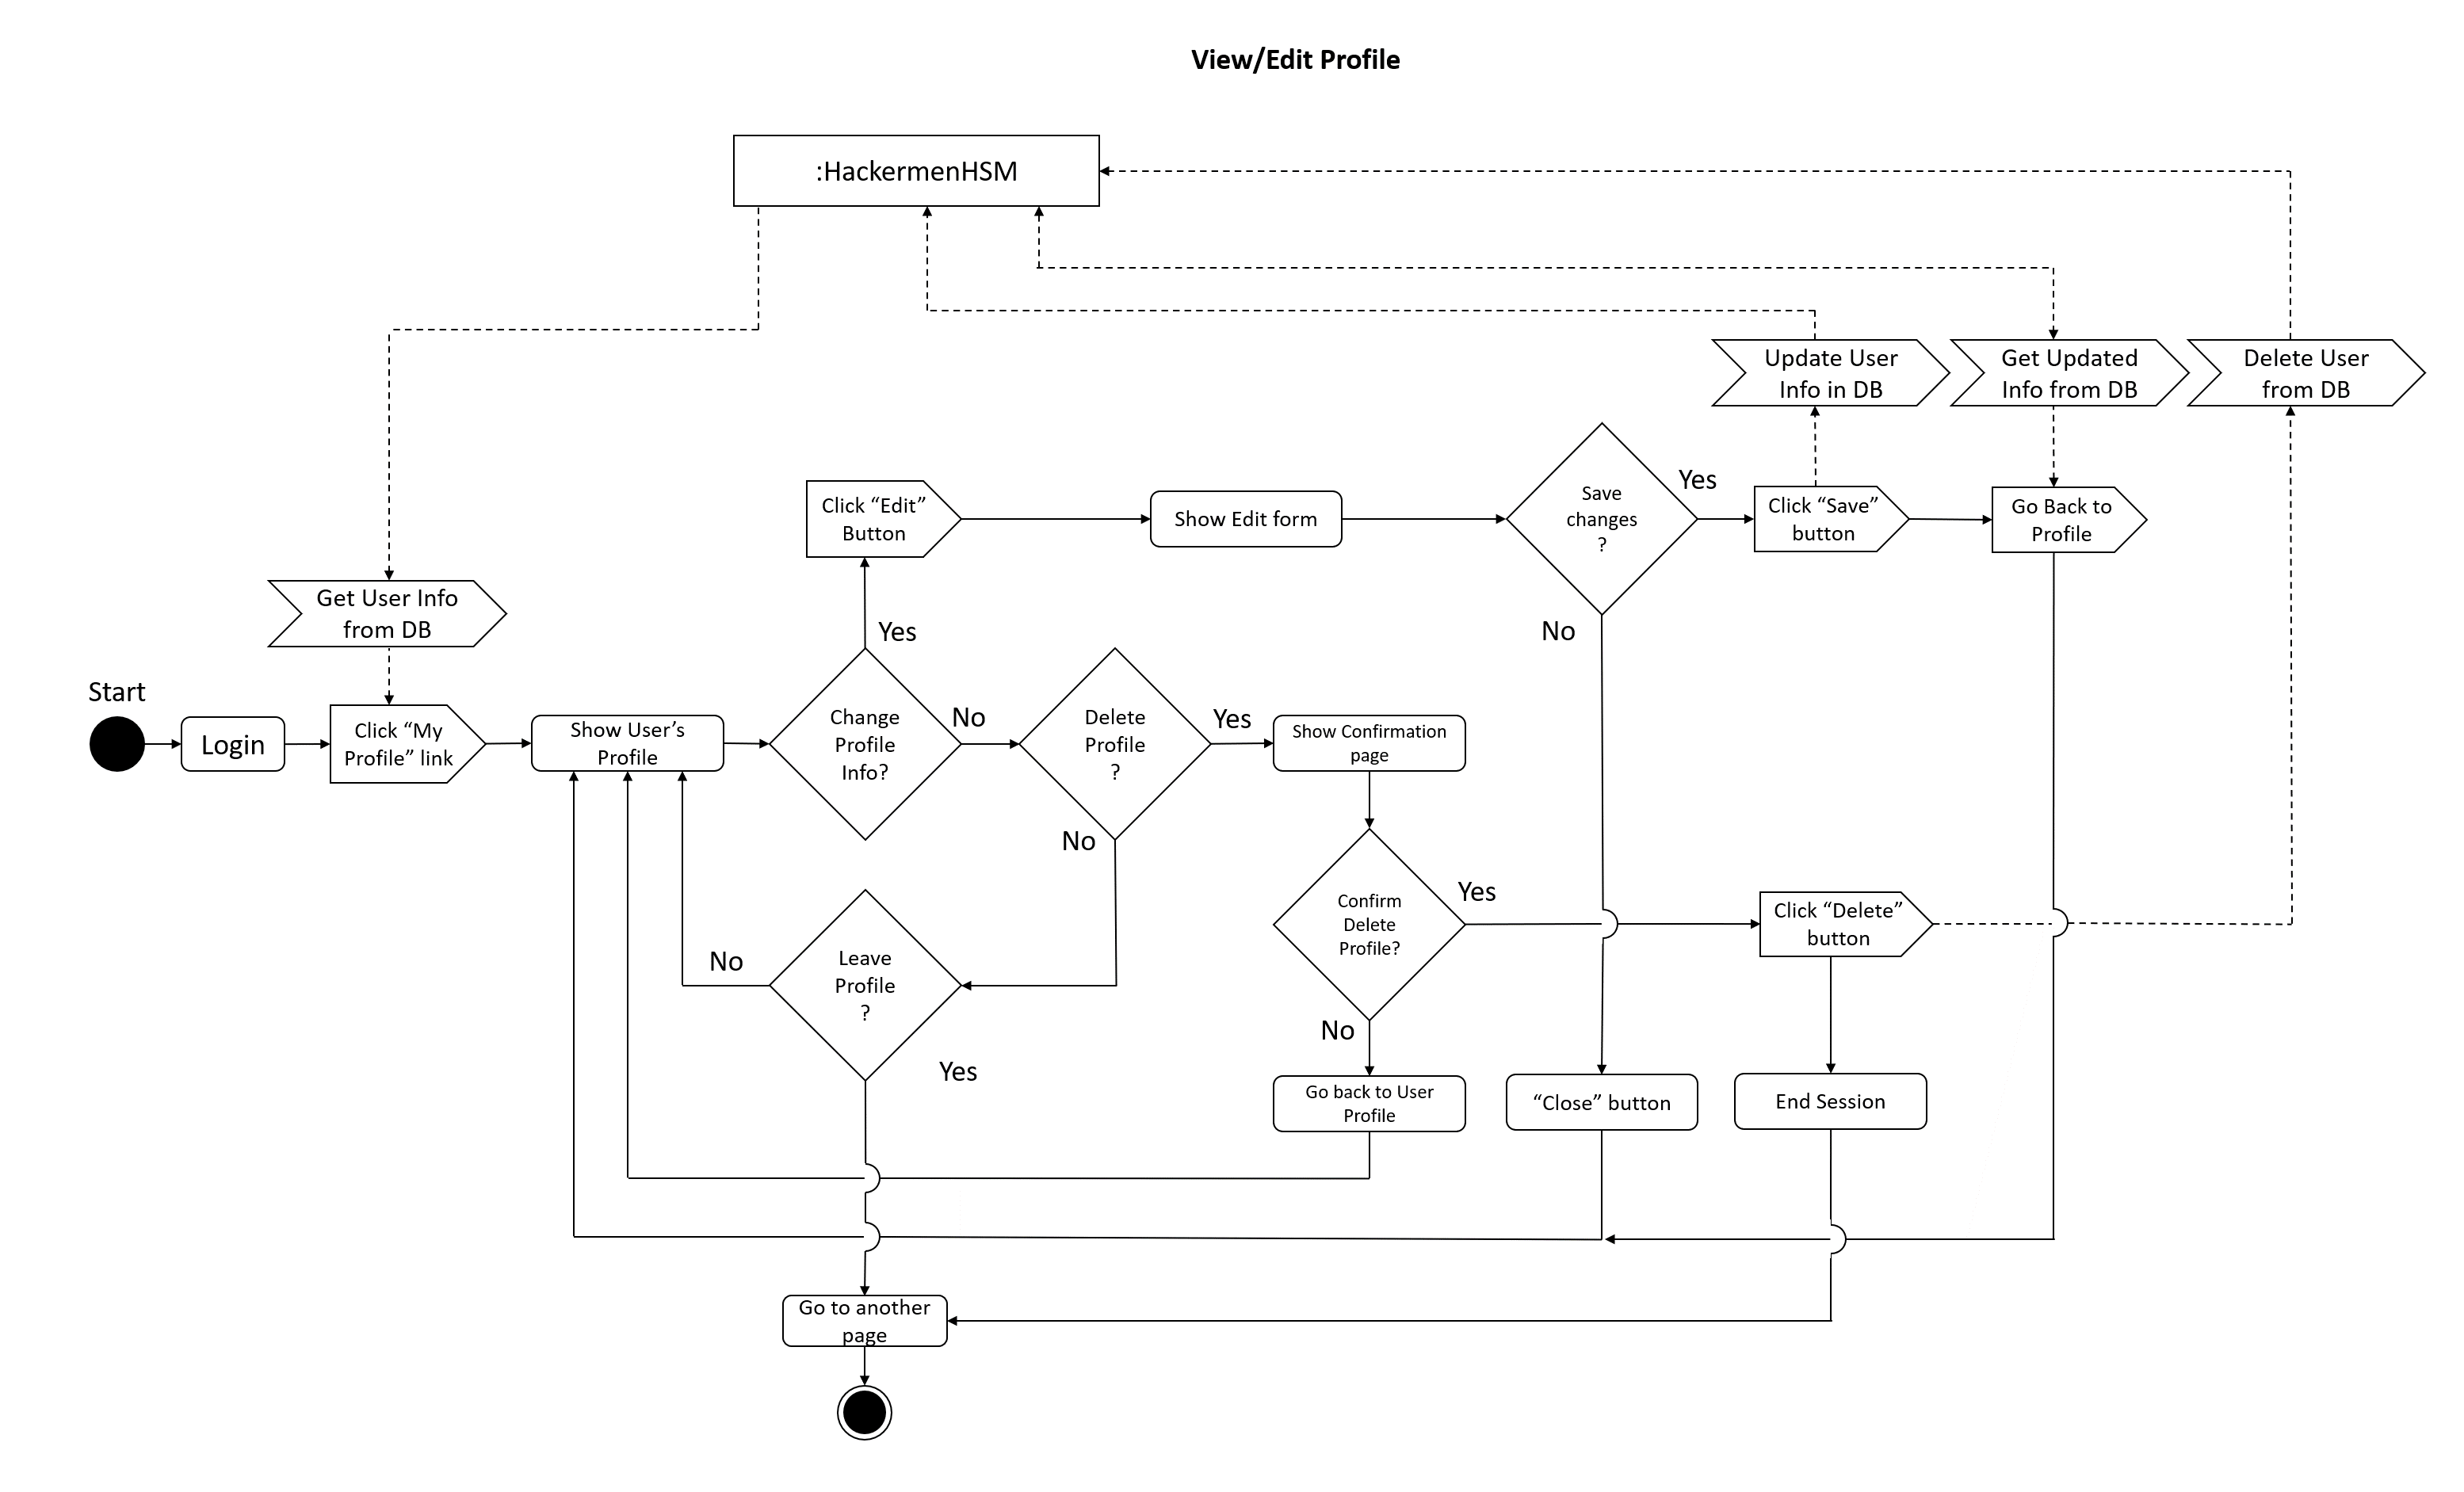 View/Edit Profile
:HackermenHSM
Update User
Info in DB
Get Updated
Info from DB
Delete User
from DB
Click “Edit”
Button
Show Edit form
Save
changes
?
Yes
Click “Save”
button
Go Back to
Profile
No
Get User Info
from DB
Yes
Start
Login
Click “My
Profile” link
Show User’s
Profile
Change
Profile
Info?
No
Delete
Profile
?
Yes
Show Confirmation
page
No
Confirm
Delete
Profile?
Yes
Click “Delete”
button
Leave
Profile
?
No
Yes
No
Go back to User
Profile
“Close” button
End Session
Go to another
page